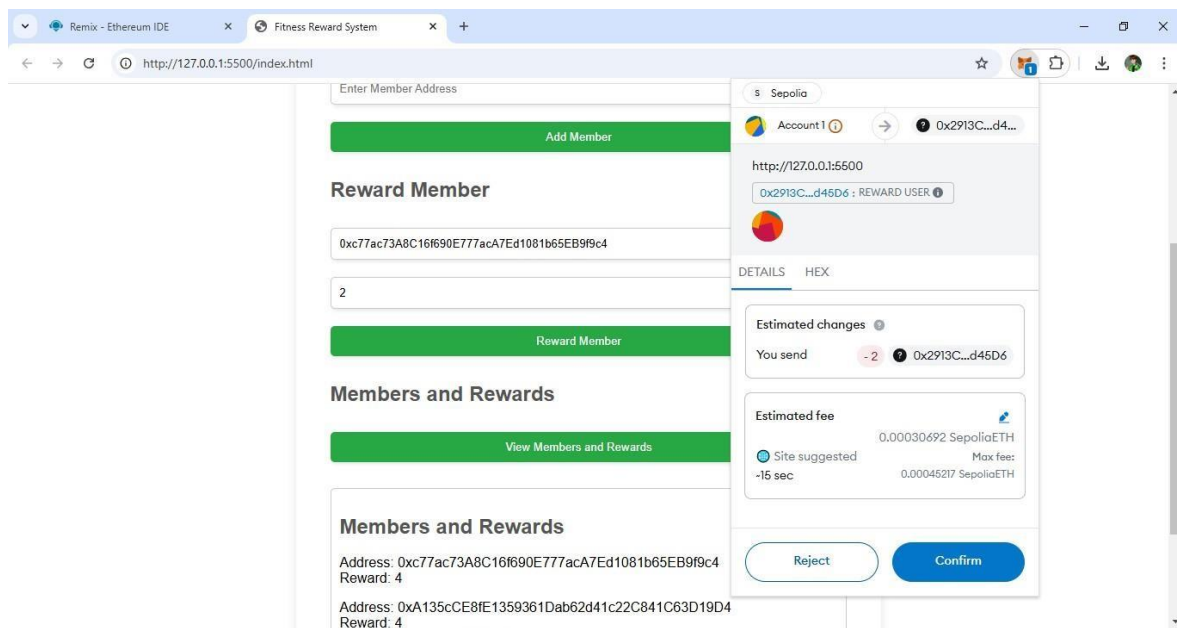 Remix - Ethereum IDE
Fitness Reward System
http://127.0.0.1:5500/index.html
1
Enter Member Address
Add Member
Reward Member
0xc77ac73A8C16f690E777acA7Ed1081b65EB9f9c4
2
Reward Member
Members and Rewards
View Members and Rewards
Members and Rewards
Address: 0xc77ac73A8C16f690E777acA7Ed1081b65EB9f9c4
Reward: 4
Address: 0xA135cCE8fE1359361Dab62d41c22C841C63D19D4
Reward: 4
S Sepolia
Account 1
? 0x2913C...d4...
http://127.0.0.1:5500
0x2913C...d45D6 : REWARD USER
DETAILS HEX
Estimated changes
You send - 2 ? 0x2913C...d45D6
Estimated fee
0.00030692 SepoliaETH
Site suggested Max fee:
~15 sec 0.00045217 SepoliaETH
Reject Confirm